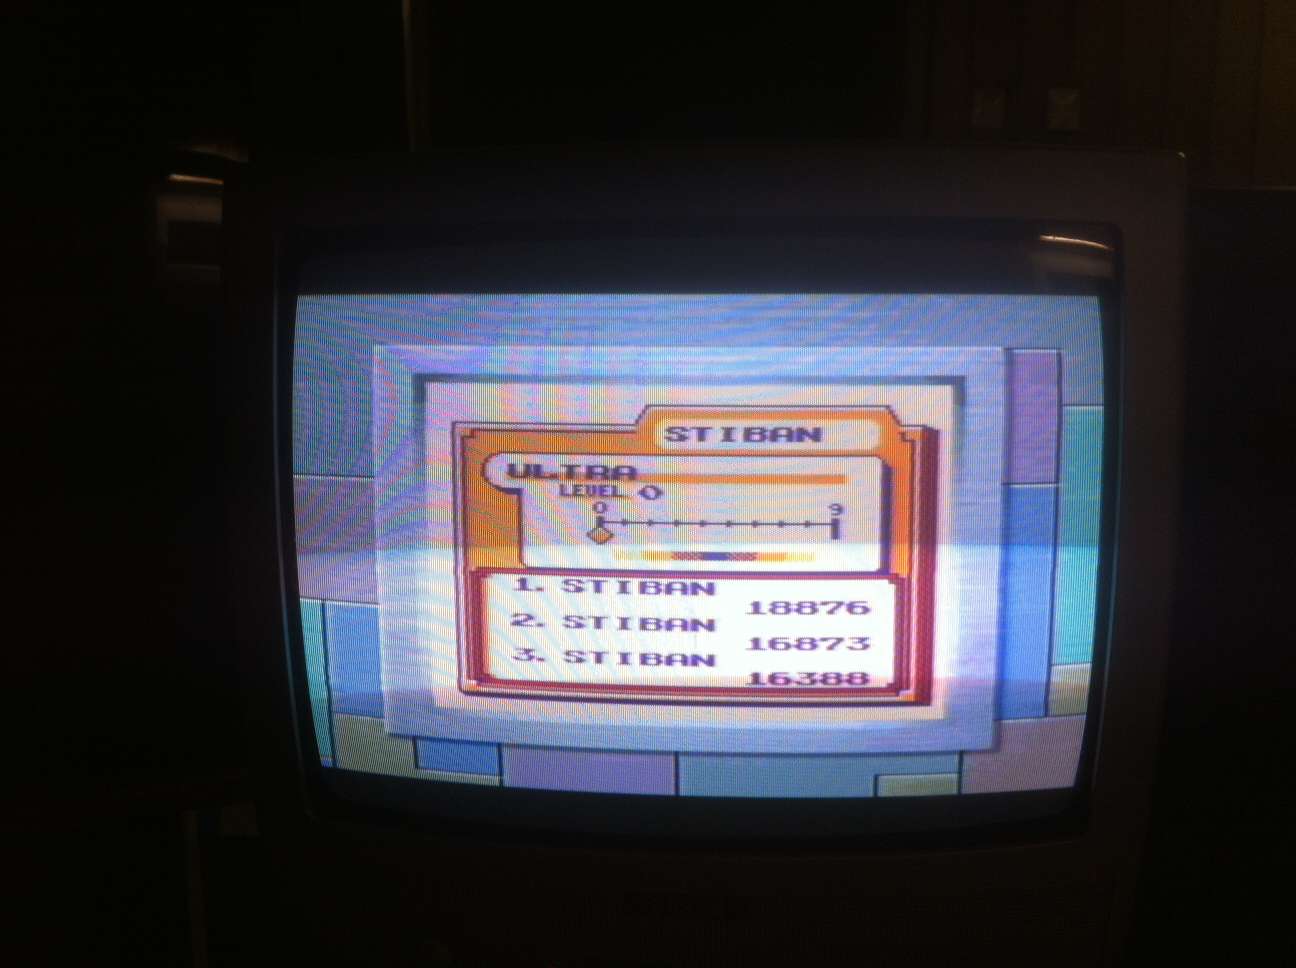 STIBAN
ULTRA
LEVEL 0
0 9
1. STIBAN
18876
2. STIBAN
16873
3. STIBAN
16388